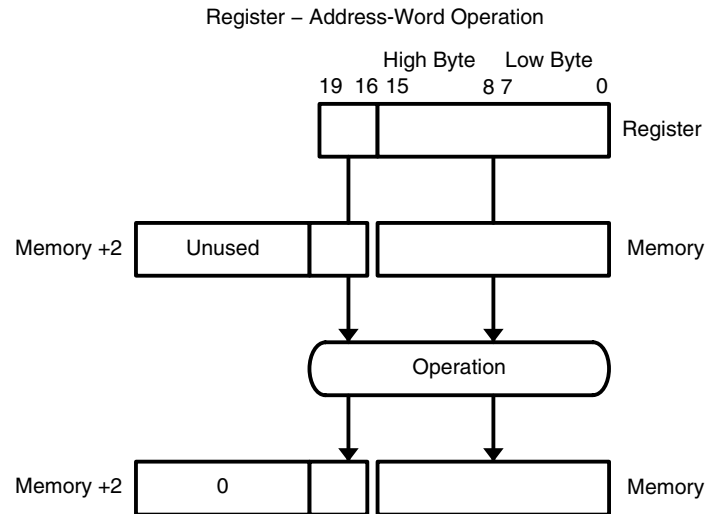 Register – Address-Word Operation
High Byte Low Byte
19 16 15 8 7 0
Register
Memory +2 Unused Memory
Operation
Memory +2 0 Memory